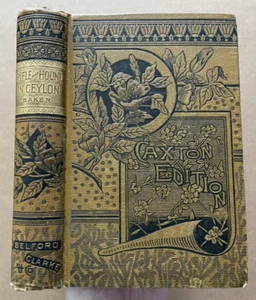 RIFLE AND HOUND
IN CEYLON
BAKER
BELFORD
CLARKE
& CO
CAXTON
EDITION